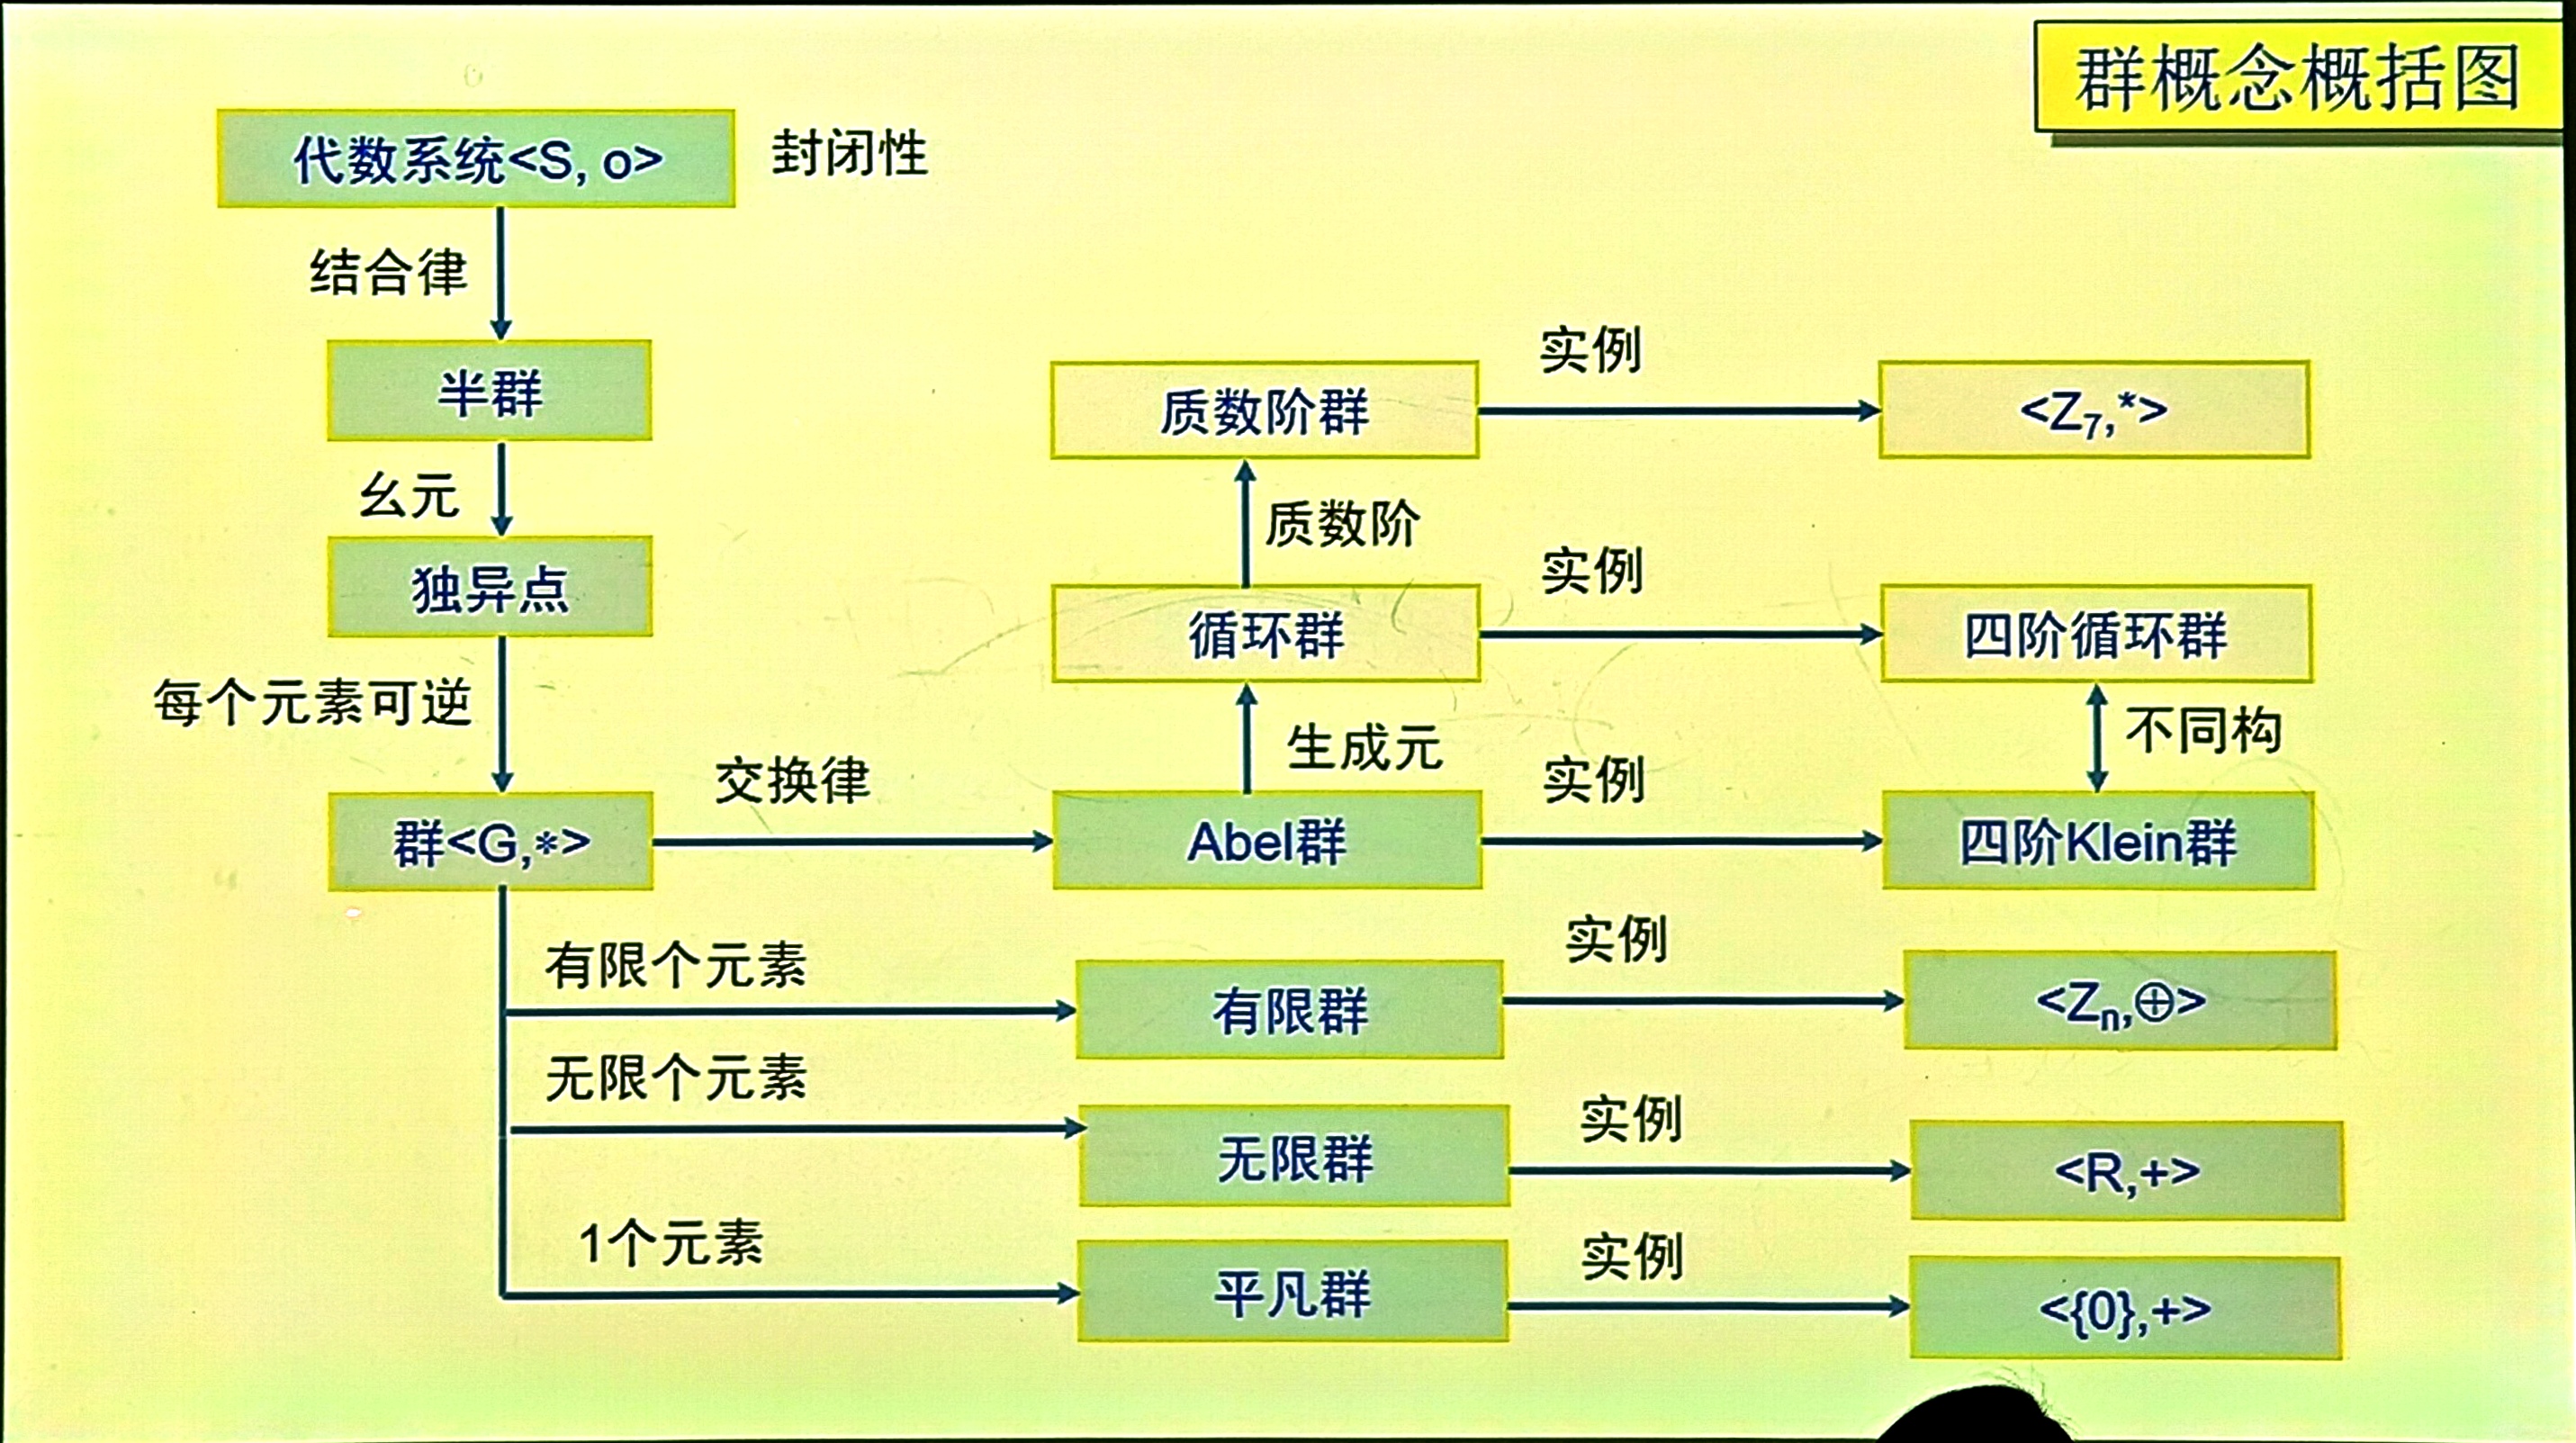 群概念概括图
代数系统<S, o>
封闭性
结合律
半群
幺元
独异点
每个元素可逆
群<G,*>
交换律
Abel群
生成元
循环群
质数阶
质数阶群
实例
<Z₇,*>
实例
四阶循环群
不同构
实例
四阶Klein群
有限个元素
有限群
实例
<Zₙ,⊕>
无限个元素
无限群
实例
<R,+>
1个元素
平凡群
实例
<{0},+>